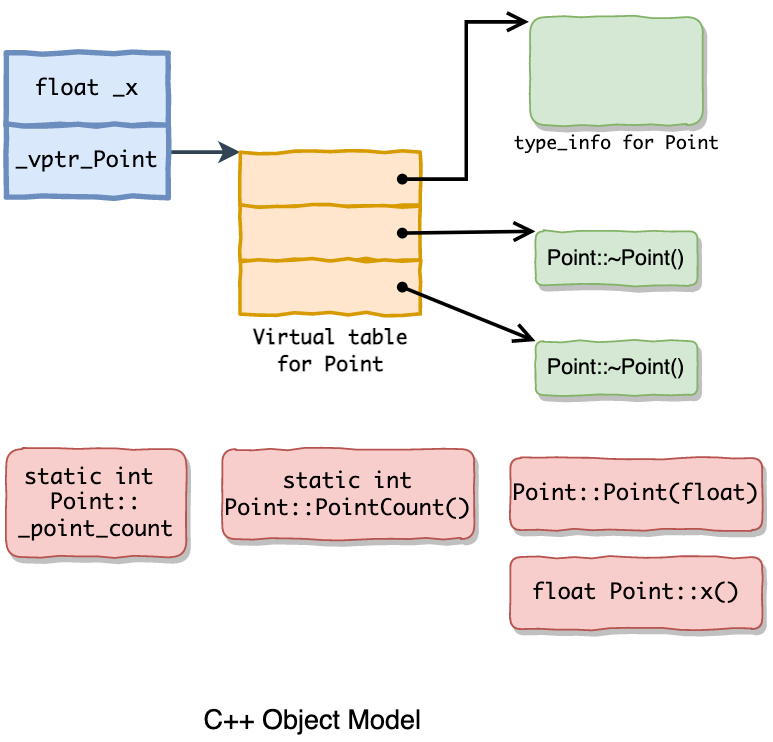 float _x
_vptr_Point
type_info for Point
Point::~Point()
Virtual table
for Point
Point::~Point()
static int
Point::
_point_count
static int
Point::PointCount()
Point::Point(float)
float Point::x()
C++ Object Model